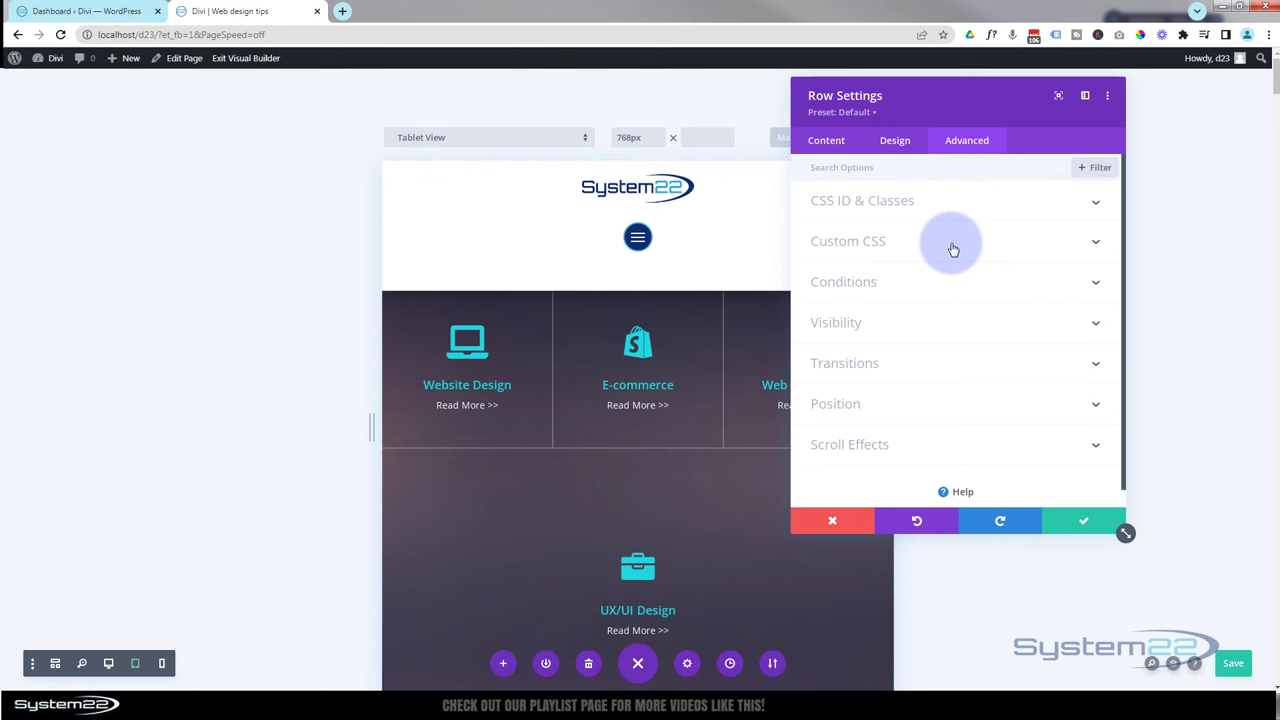 Dashboard ‹ Divi — WordPress
Divi | Web design tips
localhost/d23/?et_fb=1&PageSpeed=off
106
Divi
0
New
Edit Page
Exit Visual Builder
Howdy, d23
Tablet View
768px
Row Settings
Preset: Default
Content
Design
Advanced
Search Options
+ Filter
CSS ID & Classes
Custom CSS
Conditions
Visibility
Transitions
Position
Scroll Effects
Help
System22
Website Design
Read More >>
E-commerce
Read More >>
Web
UX/UI Design
Read More >>
System22
Save
System22
CHECK OUT OUR PLAYLIST PAGE FOR MORE VIDEOS LIKE THIS!